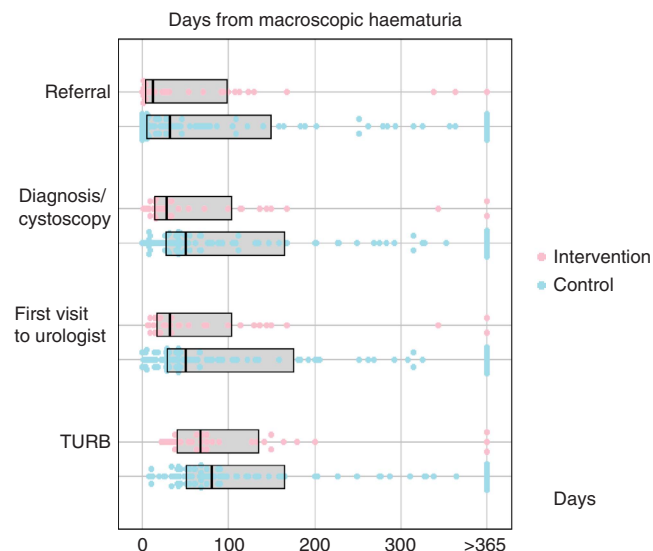 Days from macroscopic haematuria
Referral
Diagnosis/
cystoscopy
First visit
to urologist
TURB
Intervention
Control
Days
0 100 200 300 >365